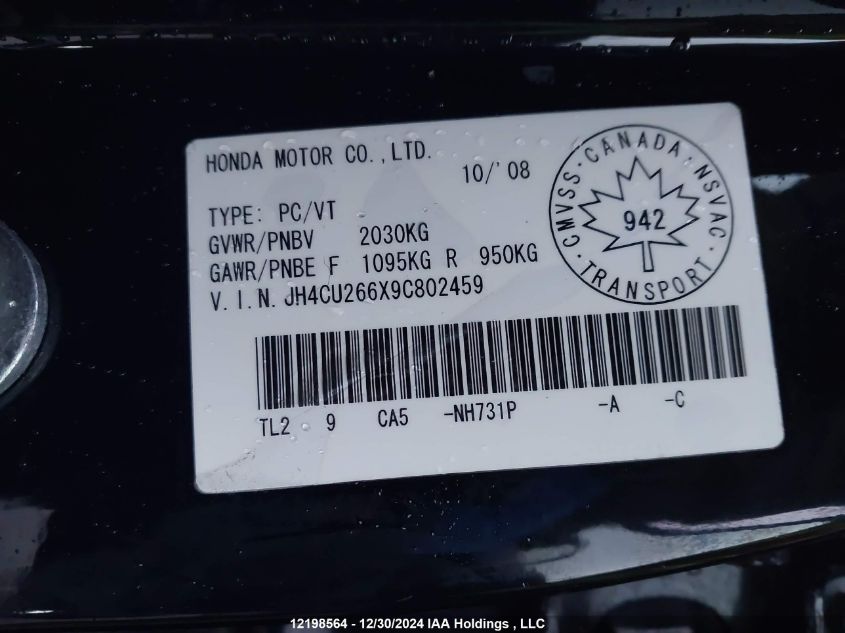 HONDA MOTOR CO.,LTD.
10/'08
TYPE: PC/VT
GVWR/PNBV 2030KG
GAWR/PNBE F 1095KG R 950KG
V.I.N. JH4CU266X9C802459
CMVSS · CANADA · NSVAC · TRANSPORT ·
942
TL2 9 CA5 -NH731P -A -C
12198564 - 12/30/2024 IAA Holdings , LLC